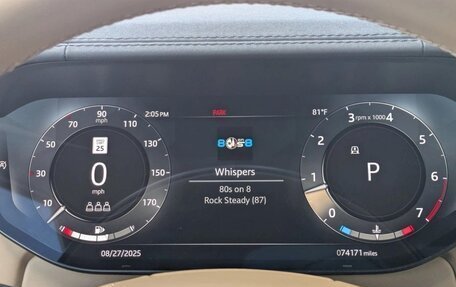 90
mph
70
110
50
130
30
150
10
170
25
0
mph
2:05 PM
PARK
8 8
Whispers
80s on 8
Rock Steady (87)
81°F
3 rpm x 1000 4
2
5
1
6
0
7
P
08/27/2025
074171 miles